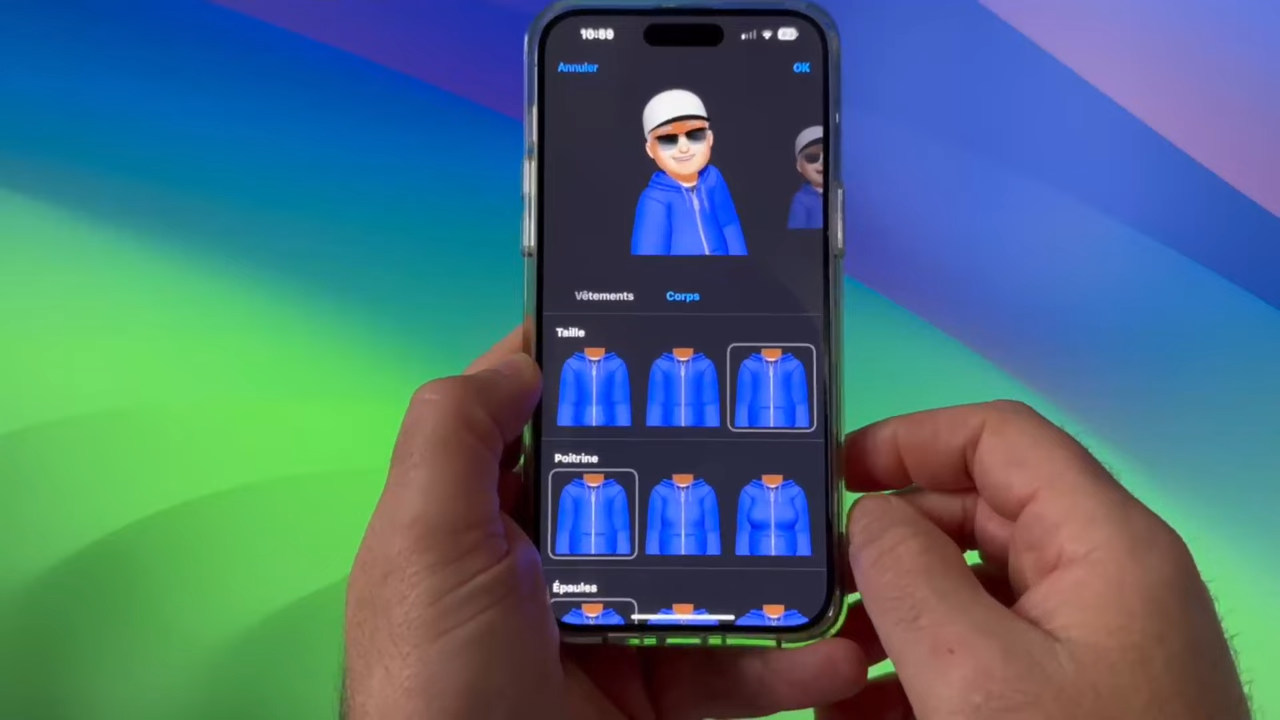 10:59
Annuler
OK
Vêtements
Corps
Taille
Poitrine
Épaules